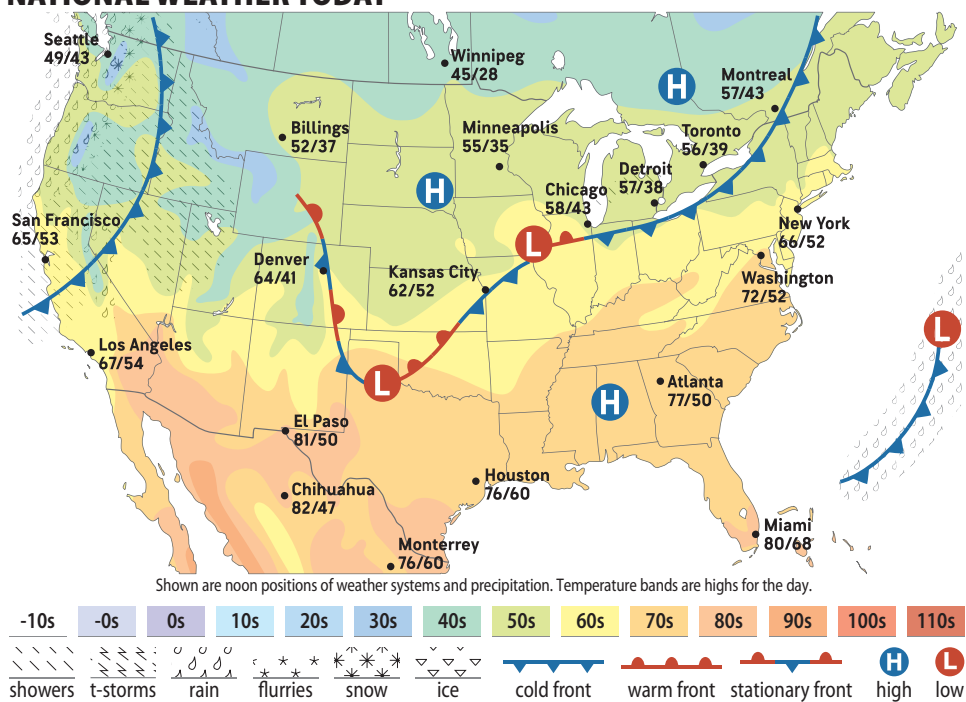 NATIONAL WEATHER TODAY
Seattle
49/43
Winnipeg
45/28
H
Montreal
57/43
Billings
52/37
Minneapolis
55/35
Toronto
56/39
Detroit
57/38
H
Chicago
58/43
San Francisco
65/53
New York
66/52
L
Denver
64/41
Kansas City
62/52
Washington
72/52
L
Los Angeles
67/54
L
Atlanta
77/50
H
El Paso
81/50
Houston
76/60
Chihuahua
82/47
Miami
80/68
Monterrey
76/60
Shown are noon positions of weather systems and precipitation. Temperature bands are highs for the day.
-10s -0s 0s 10s 20s 30s 40s 50s 60s 70s 80s 90s 100s 110s
H L
showers t-storms rain flurries snow ice cold front warm front stationary front high low